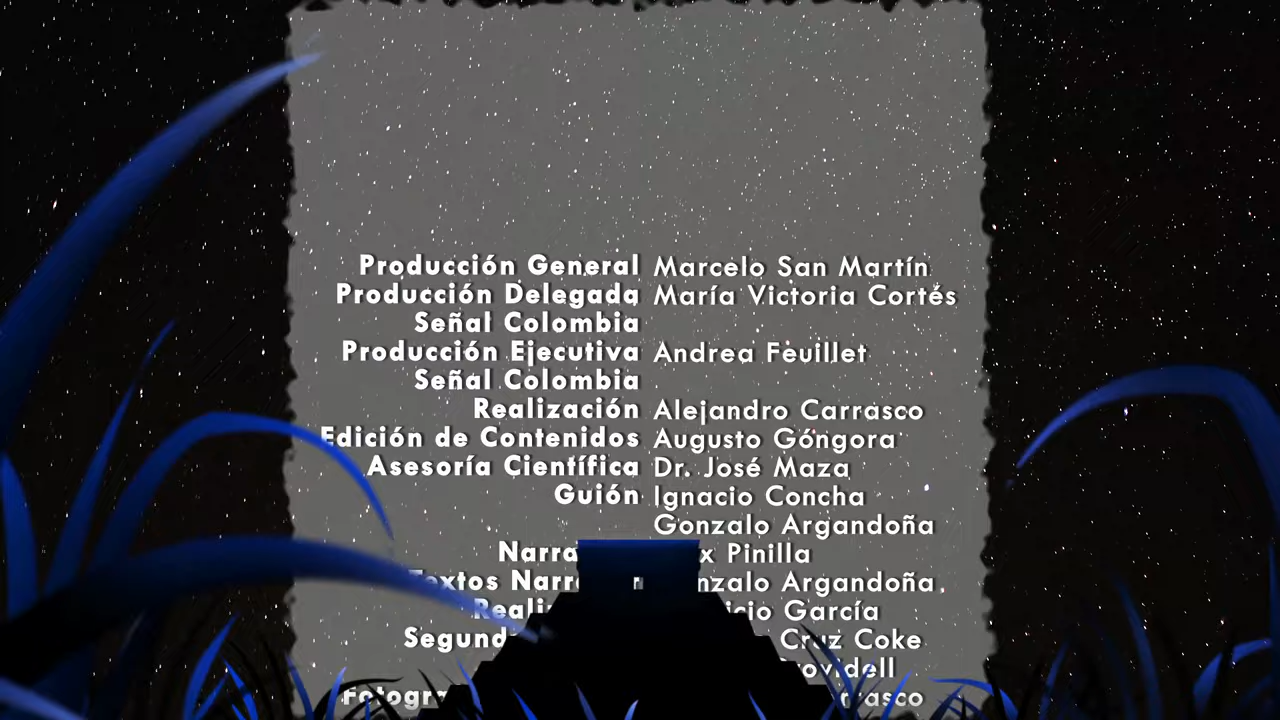 Producción General Marcelo San Martín
Producción Delegada María Victoria Cortés
Señal Colombia
Producción Ejecutiva Andrea Feuillet
Señal Colombia
Realización Alejandro Carrasco
Edición de Contenidos Augusto Góngora
Asesoría Científica Dr. José Maza
Guión Ignacio Concha
Gonzalo Argandoña
Pinilla
Textos Argandoña
García
Cruz Coke